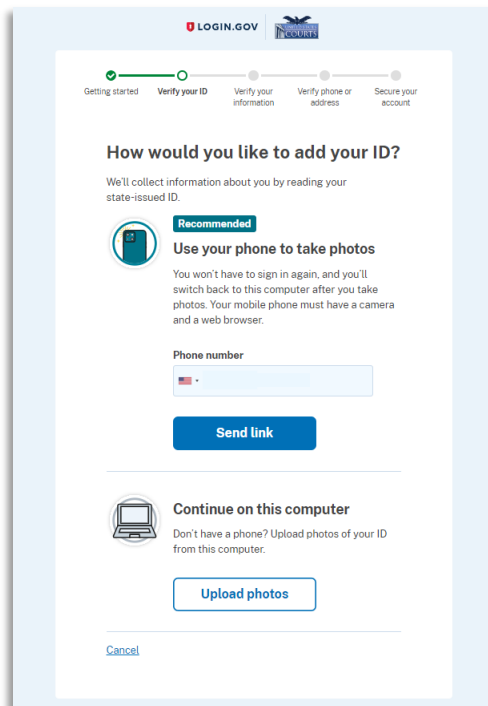 LOGIN.GOV
COURTS
Getting started
Verify your ID
Verify your
information
Verify phone or
address
Secure your
account
How would you like to add your ID?
We'll collect information about you by reading your
state-issued ID.
Recommended
Use your phone to take photos
You won't have to sign in again, and you'll
switch back to this computer after you take
photos. Your mobile phone must have a camera
and a web browser.
Phone number
Send link
Continue on this computer
Don't have a phone? Upload photos of your ID
from this computer.
Upload photos
Cancel